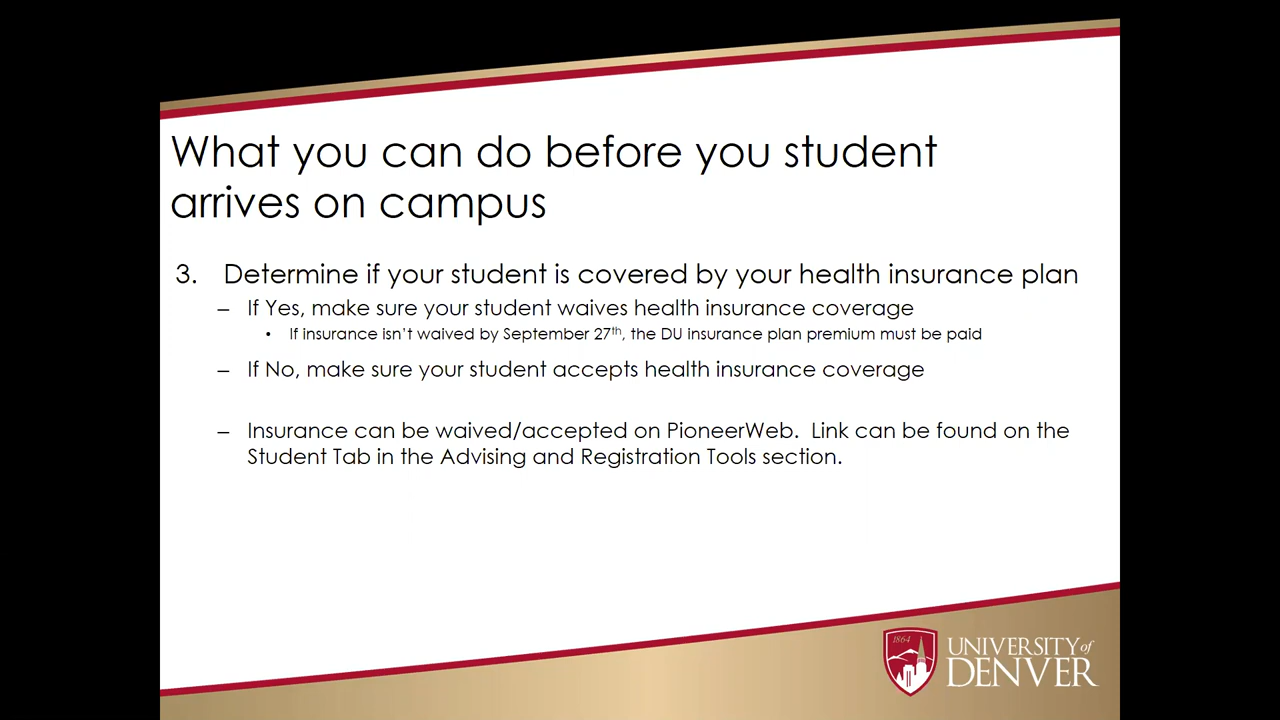 What you can do before you student
arrives on campus
3. Determine if your student is covered by your health insurance plan
– If Yes, make sure your student waives health insurance coverage
• If insurance isn't waived by September 27th, the DU insurance plan premium must be paid
– If No, make sure your student accepts health insurance coverage
– Insurance can be waived/accepted on PioneerWeb.  Link can be found on the
Student Tab in the Advising and Registration Tools section.
1864
UNIVERSITY of
DENVER